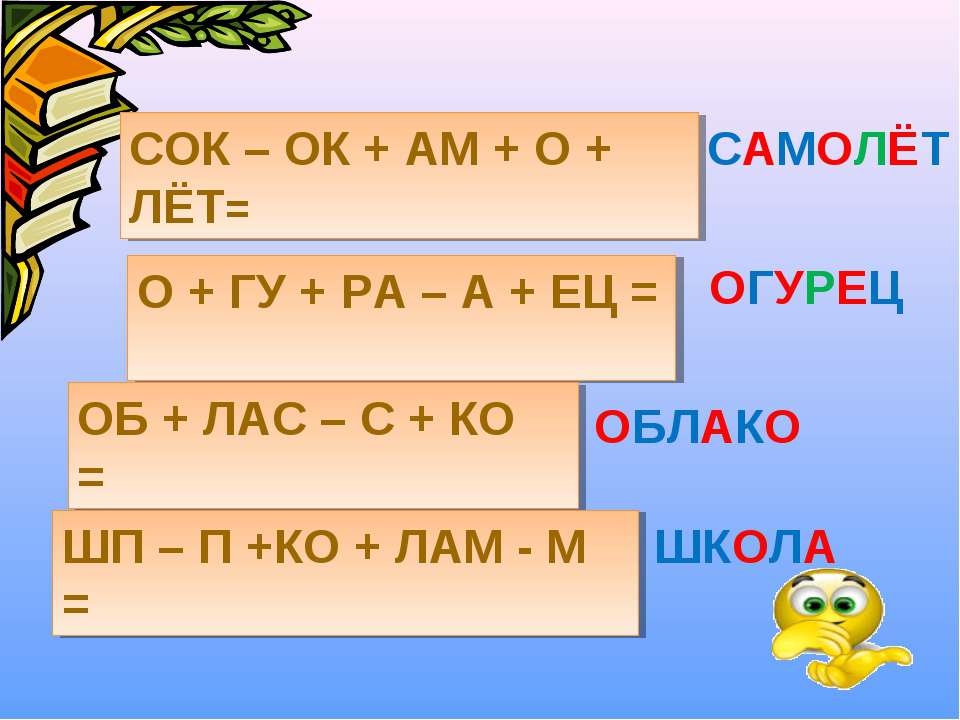 СОК – ОК + АМ + О +
ЛЁТ=
САМОЛЁТ
О + ГУ + РА – А + ЕЦ =
ОГУРЕЦ
ОБ + ЛАС – С + КО
=
ОБЛАКО
ШП – П +КО + ЛАМ - М
=
ШКОЛА